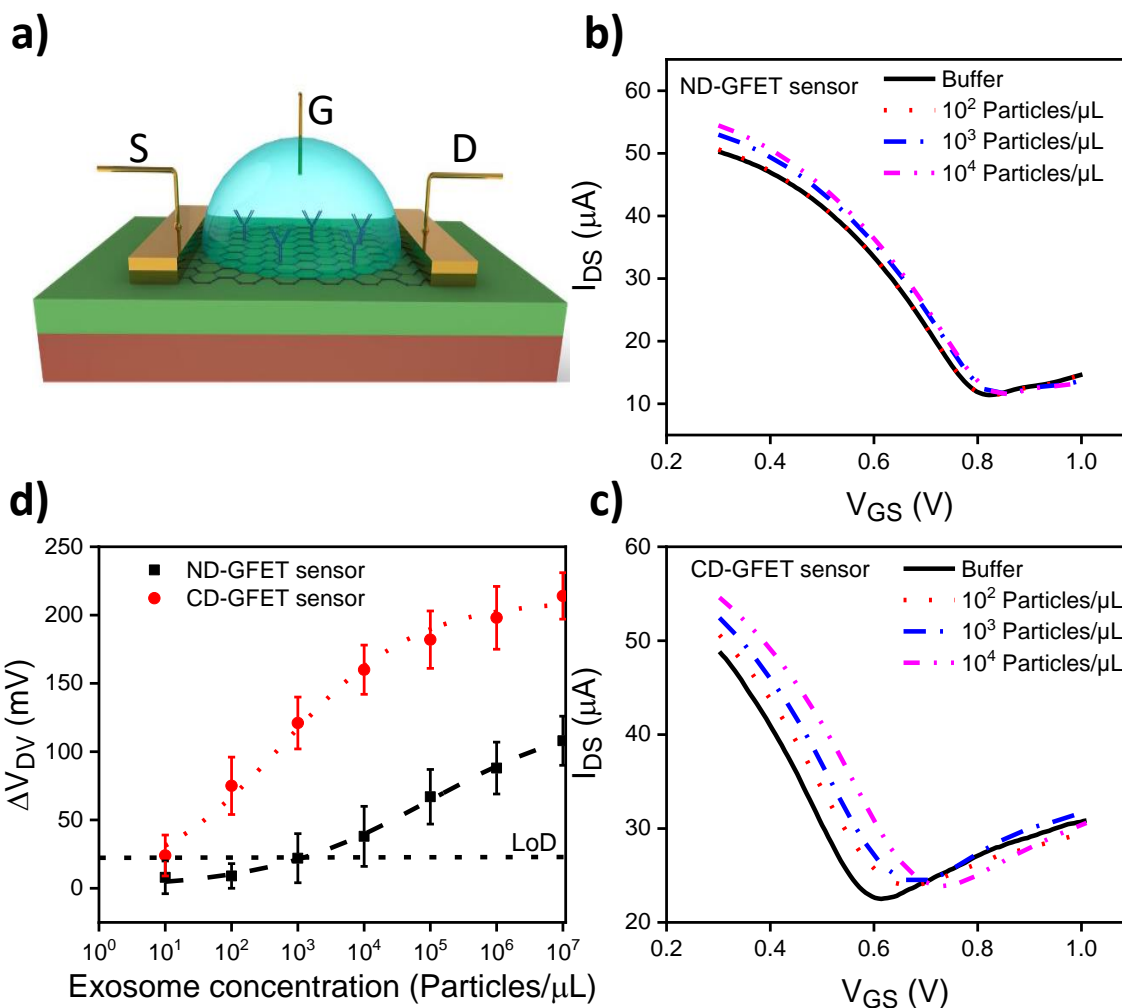 a)
G
S
D
b)
ND-GFET sensor
Buffer
10² Particles/µL
10³ Particles/µL
10⁴ Particles/µL
I_DS (µA)
60
50
40
30
20
10
0.2 0.4 0.6 0.8 1.0
V_GS (V)
d)
ND-GFET sensor
CD-GFET sensor
ΔV_DV (mV)
250
200
150
100
50
0
LoD
10⁰ 10¹ 10² 10³ 10⁴ 10⁵ 10⁶ 10⁷
Exosome concentration (Particles/µL)
c)
CD-GFET sensor
Buffer
10² Particles/µL
10³ Particles/µL
10⁴ Particles/µL
I_DS (µA)
60
50
40
30
20
0.2 0.4 0.6 0.8 1.0
V_GS (V)